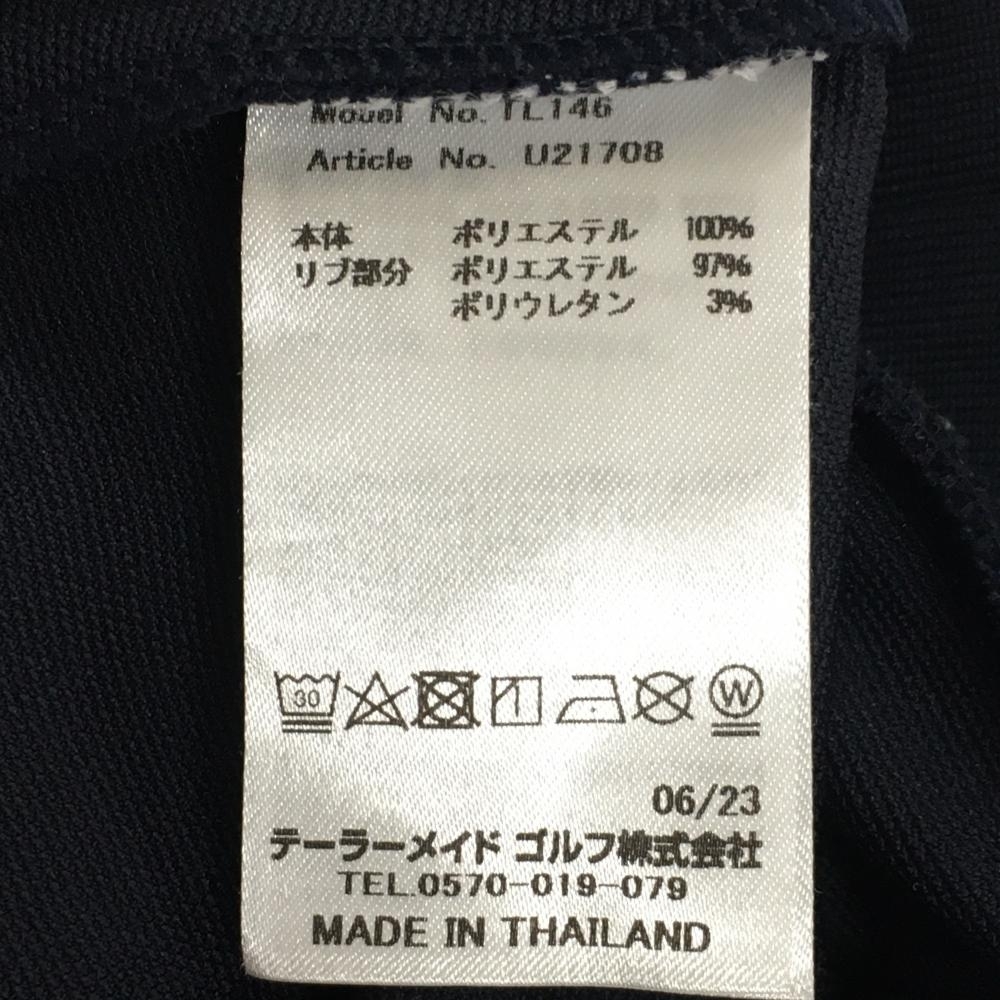 Model No. TL146
Article No. U21708
本体 ポリエステル 100%
リブ部分 ポリエステル 97%
ポリウレタン 3%
30 W
06/23
テーラーメイド ゴルフ株式会社
TEL.0570-019-079
MADE IN THAILAND